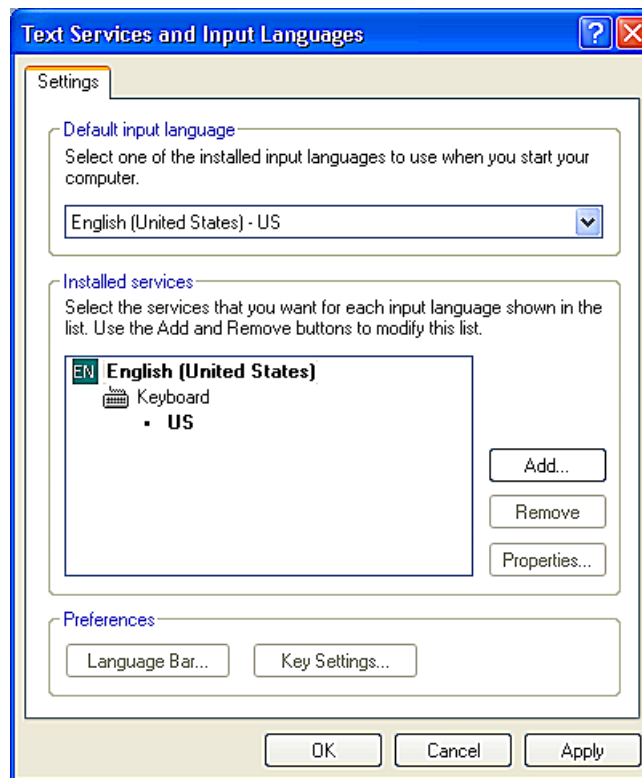 Text Services and Input Languages
Settings
Default input language
Select one of the installed input languages to use when you start your
computer.
English (United States) - US
Installed services
Select the services that you want for each input language shown in the
list. Use the Add and Remove buttons to modify this list.
EN English (United States)
Keyboard
• US
Add...
Remove
Properties...
Preferences
Language Bar...
Key Settings...
OK
Cancel
Apply